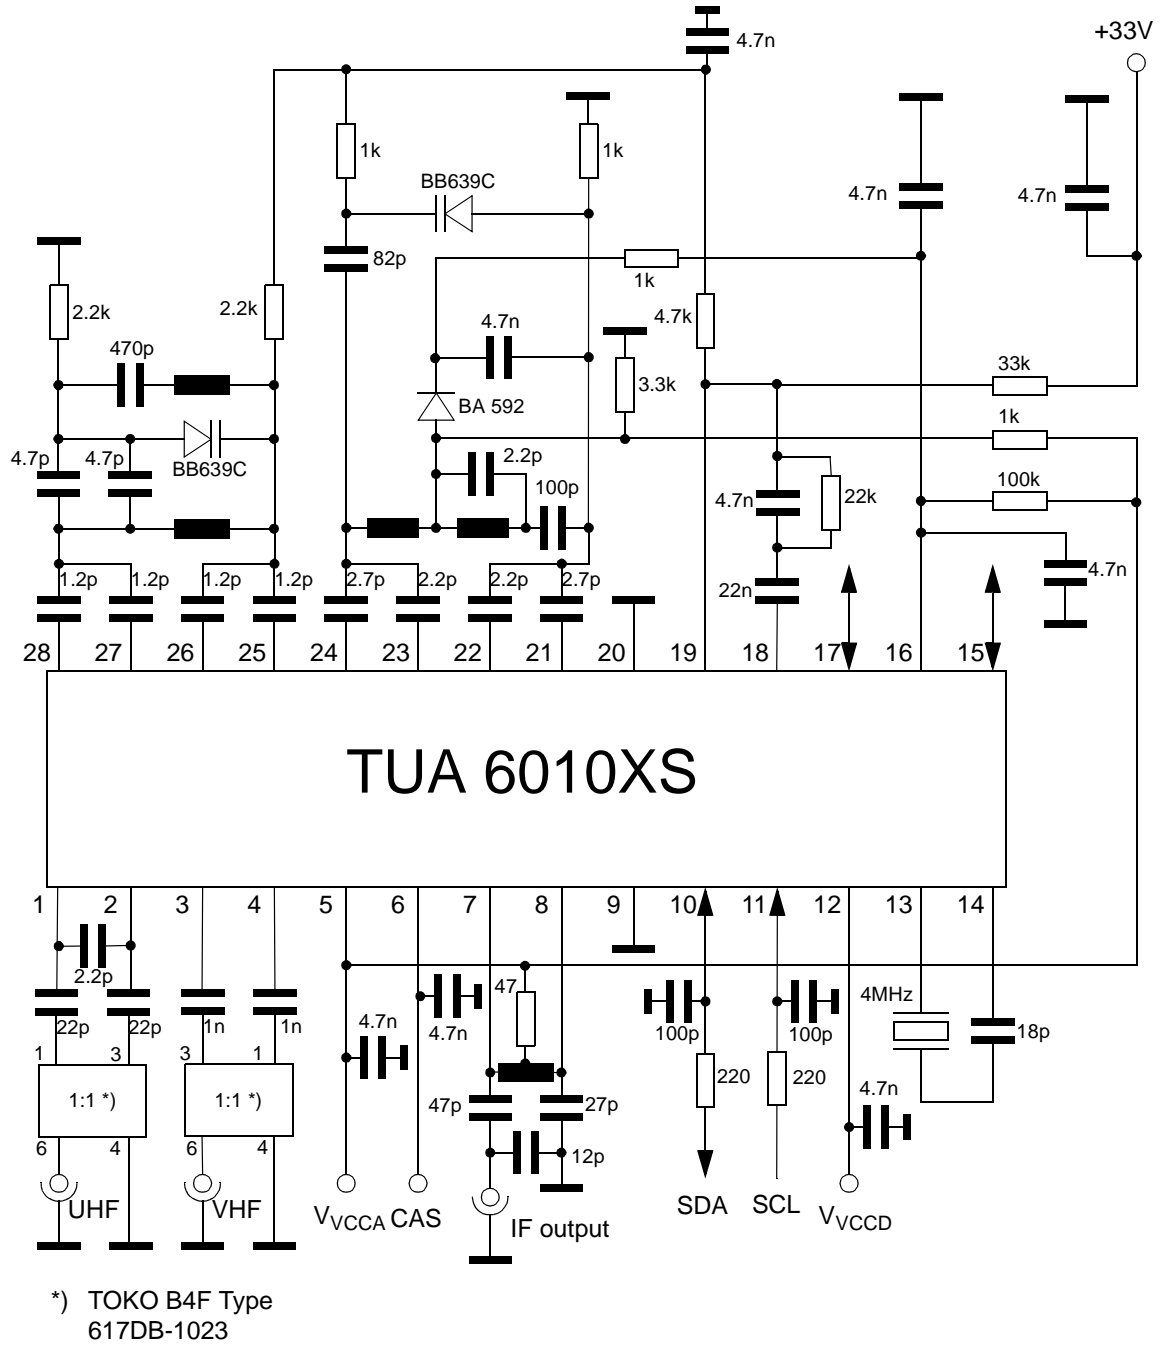 4.7n
+33V
1k
1k
BB639C
4.7n
4.7n
82p
1k
2.2k
2.2k
4.7n
4.7k
470p
33k
3.3k
BA 592
1k
4.7p
4.7p
BB639C
2.2p
100k
100p
4.7n
22k
1.2p
1.2p
1.2p
1.2p
2.7p
2.2p
2.2p
2.7p
22n
4.7n
28
27
26
25
24
23
22
21
20
19
18
17
16
15
TUA 6010XS
1
2
3
4
5
6
7
8
9
10
11
12
13
14
2.2p
47
4MHz
22p
22p
1n
1n
4.7n
4.7n
100p
100p
18p
1
3
3
1
1:1 *)
1:1 *)
220
220
4.7n
47p
27p
6
4
6
4
12p
UHF
VHF
VVCCA
CAS
IF output
SDA
SCL
VVCCD
*) TOKO B4F Type
617DB-1023